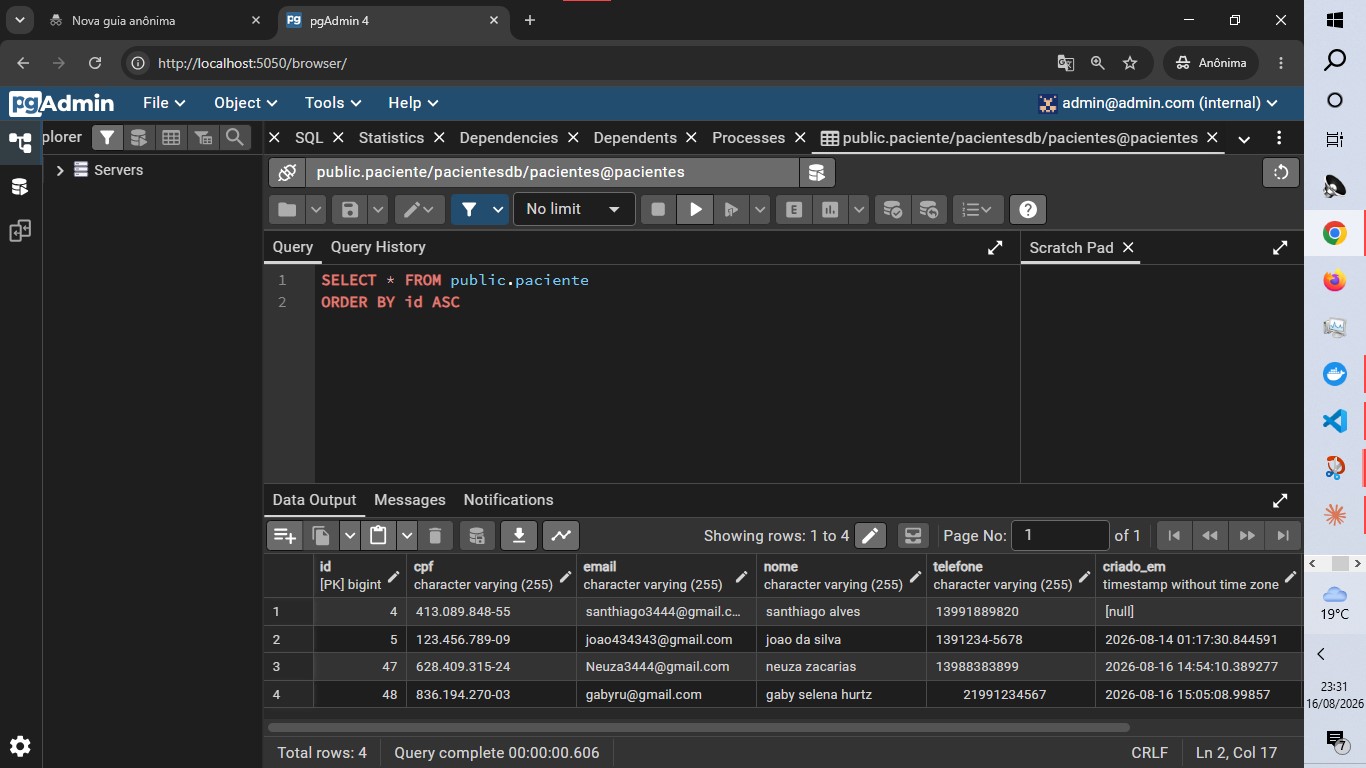 Nova guia anônima
pgAdmin 4
http://localhost:5050/browser/
Anônima
pgAdmin File Object Tools Help admin@admin.com (internal)
plorer
SQL Statistics Dependencies Dependents Processes public.paciente/pacientesdb/pacientes@pacientes
Servers
public.paciente/pacientesdb/pacientes@pacientes
No limit
Query Query History Scratch Pad
1 SELECT * FROM public.paciente
2 ORDER BY id ASC
Data Output Messages Notifications
Showing rows: 1 to 4 Page No: 1 of 1
id cpf email nome telefone criado_em
[PK] bigint character varying (255) character varying (255) character varying (255) character varying (255) timestamp without time zone
1 4 413.089.848-55 santhiago3444@gmail.c... santhiago alves 13991889820 [null]
2 5 123.456.789-09 joao434343@gmail.com joao da silva 1391234-5678 2026-08-14 01:17:30.844591
3 47 628.409.315-24 Neuza3444@gmail.com neuza zacarias 13988383899 2026-08-16 14:54:10.389277
4 48 836.194.270-03 gabyru@gmail.com gaby selena hurtz 21991234567 2026-08-16 15:05:08.99857
Total rows: 4 Query complete 00:00:00.606 CRLF Ln 2, Col 17
19°C
23:31
16/08/2026
7